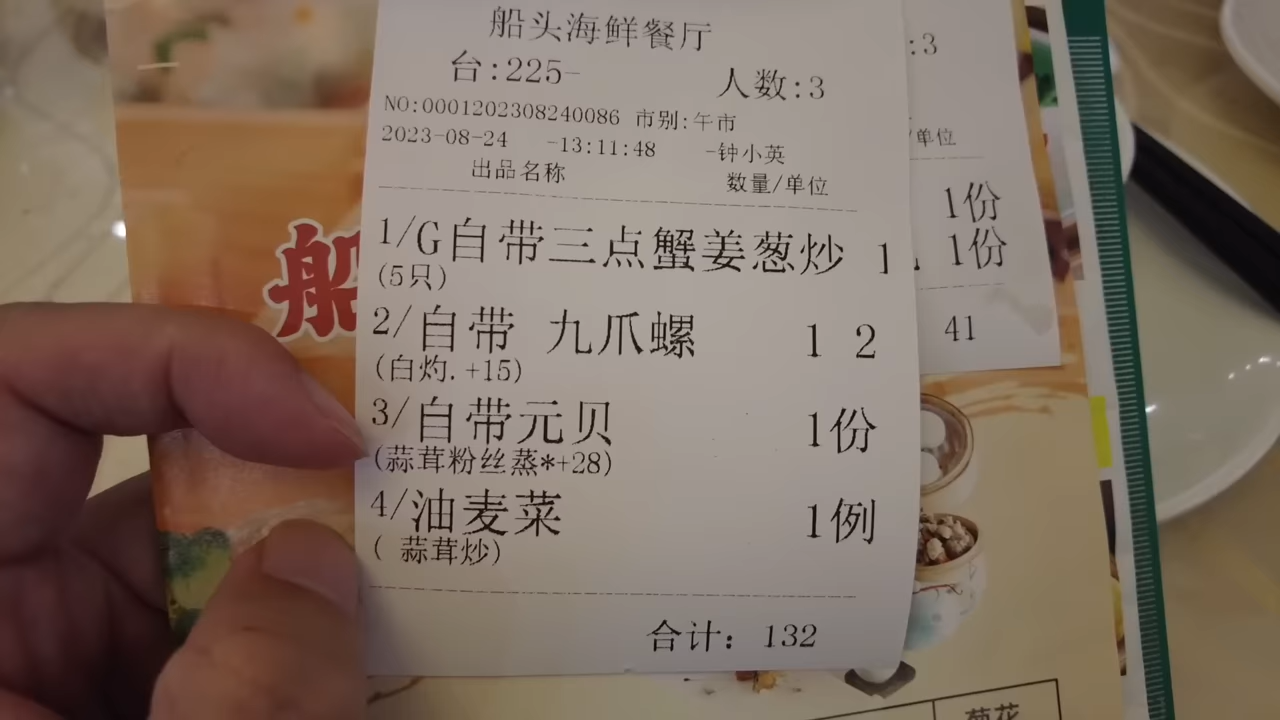 船头海鲜餐厅
台:225-
人数:3
NO:0001202308240086 市别:午市
2023-08-24 -13:11:48 -钟小英
出品名称 数量/单位
1/G自带三点蟹姜葱炒 1
(5只)
2/自带 九爪螺 1 2
(白灼.+15)
3/自带元贝 1份
(蒜茸粉丝蒸*+28)
4/油麦菜 1例
( 蒜茸炒)
合计: 132
:3
/单位
1份
1份
41
船
菊花